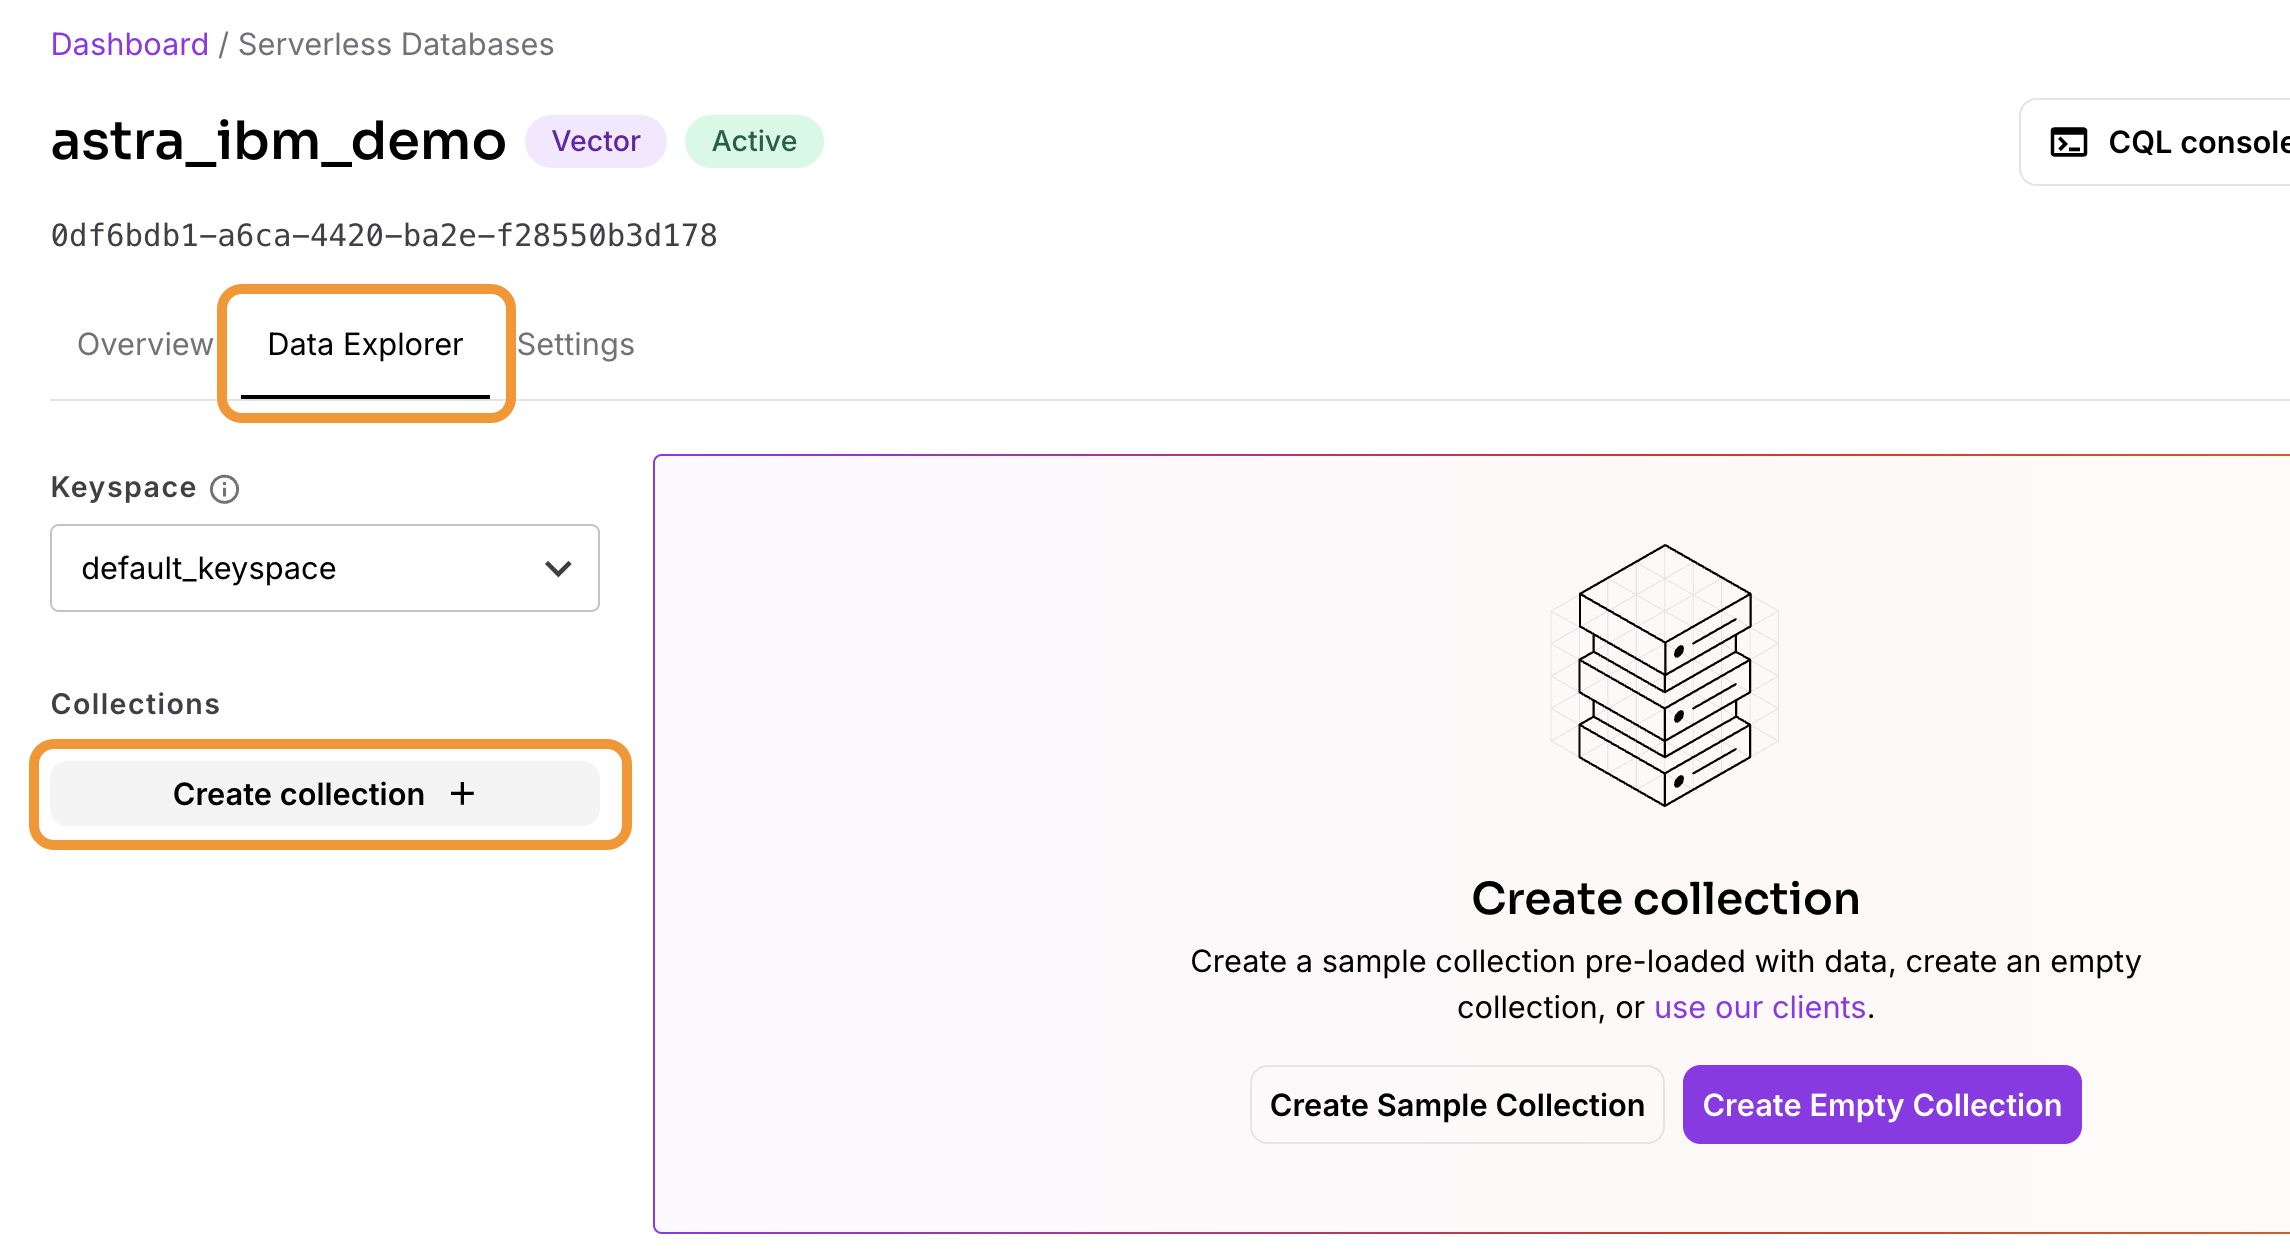 Dashboard / Serverless Databases
astra_ibm_demo Vector Active
CQL console
0df6bdb1-a6ca-4420-ba2e-f28550b3d178
Overview Data Explorer Settings
Keyspace
default_keyspace
Collections
Create collection +
Create collection
Create a sample collection pre-loaded with data, create an empty
collection, or use our clients.
Create Sample Collection Create Empty Collection